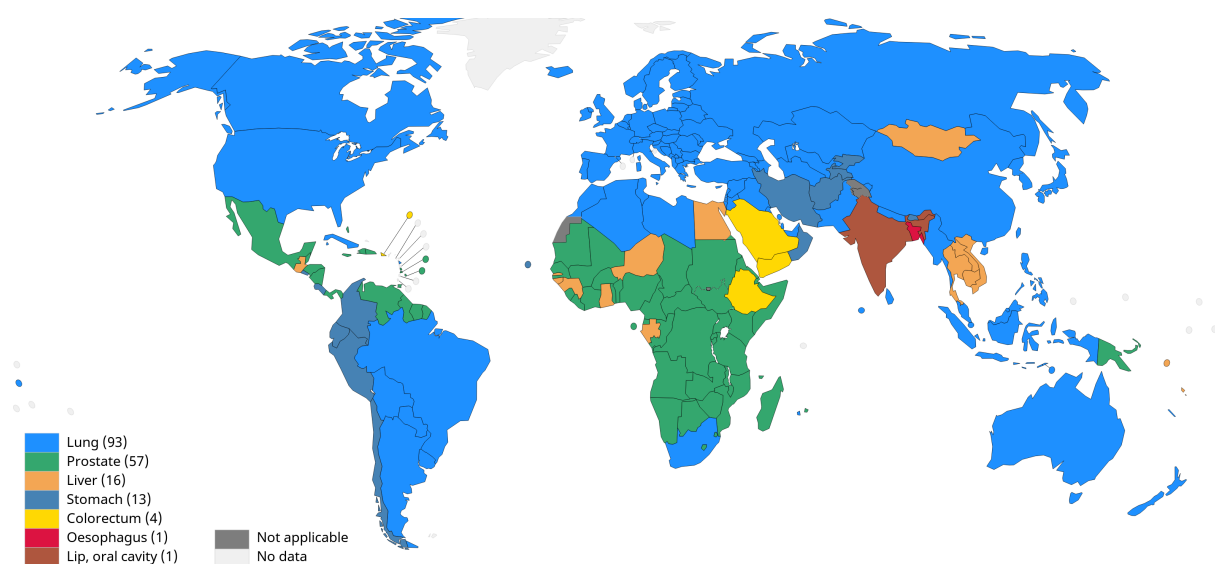 Lung (93)
Prostate (57)
Liver (16)
Stomach (13)
Colorectum (4)
Oesophagus (1)
Lip, oral cavity (1)
Not applicable
No data